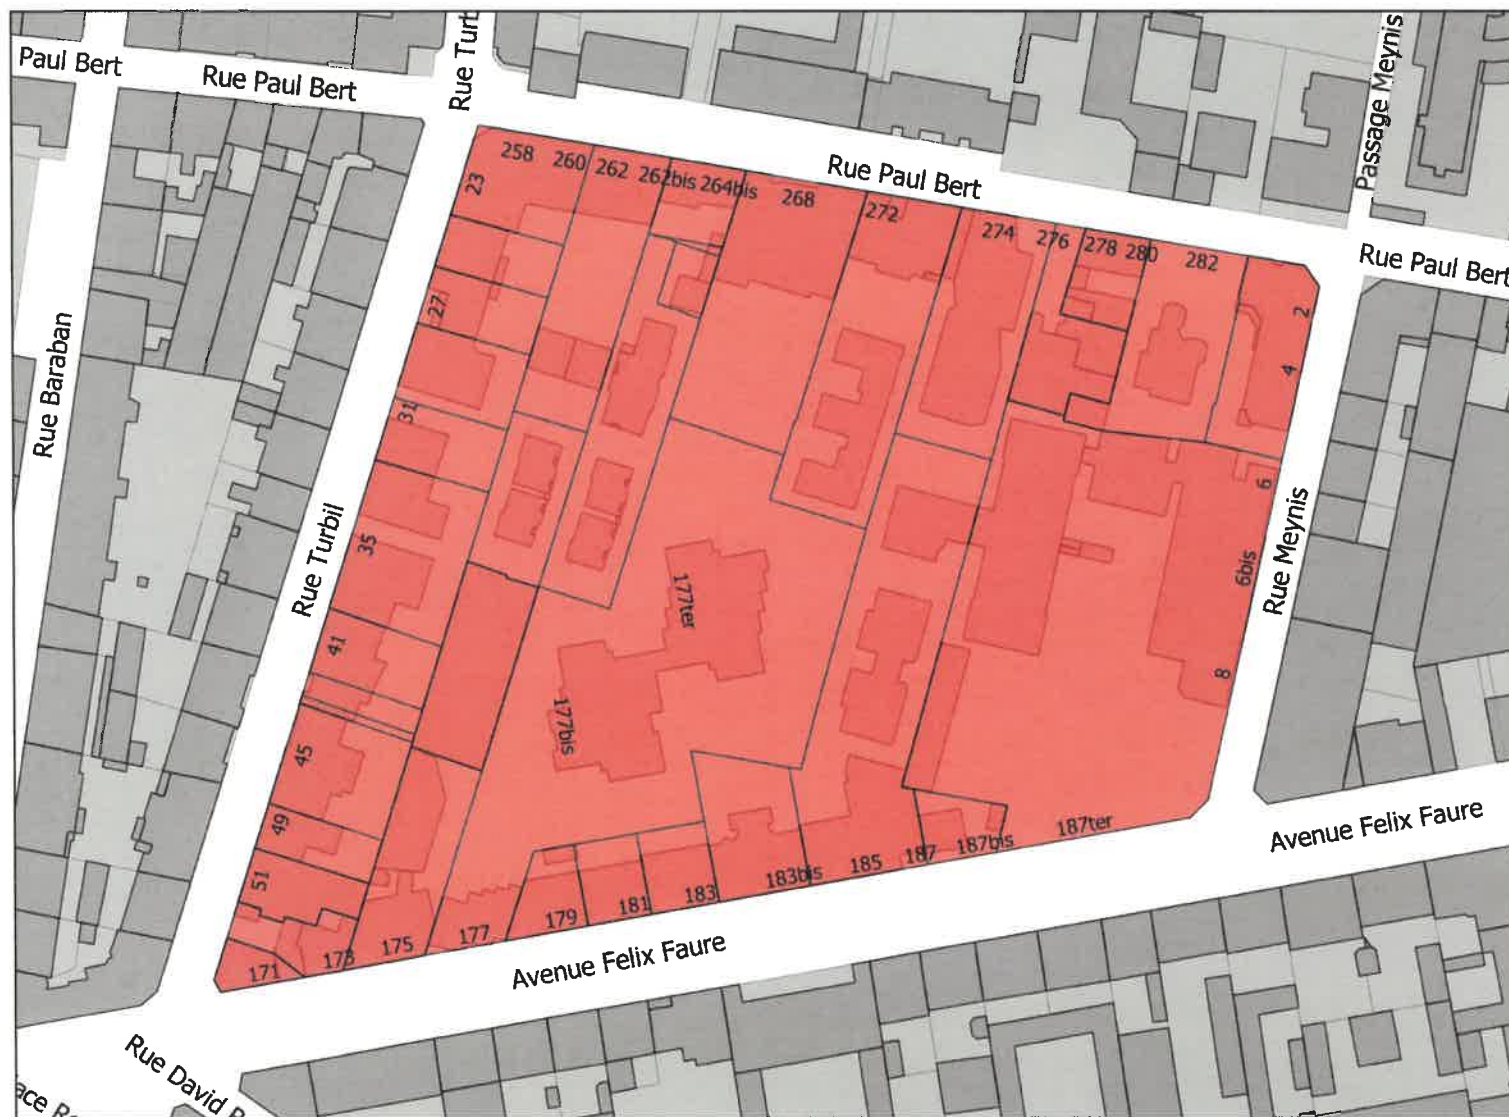 Paul Bert
Rue Paul Bert
Rue Turb
Passage Meynis
Rue Paul Bert
Rue Paul Bert
258
260
262
262bis
264bis
268
272
274
276
278
280
282
23
27
31
35
41
45
49
51
2
4
6
6bis
8
Rue Baraban
Rue Turbil
Rue Meynis
177ter
177bis
171
173
175
177
179
181
183
183bis
185
187
187bis
187ter
Avenue Felix Faure
Avenue Felix Faure
Rue David